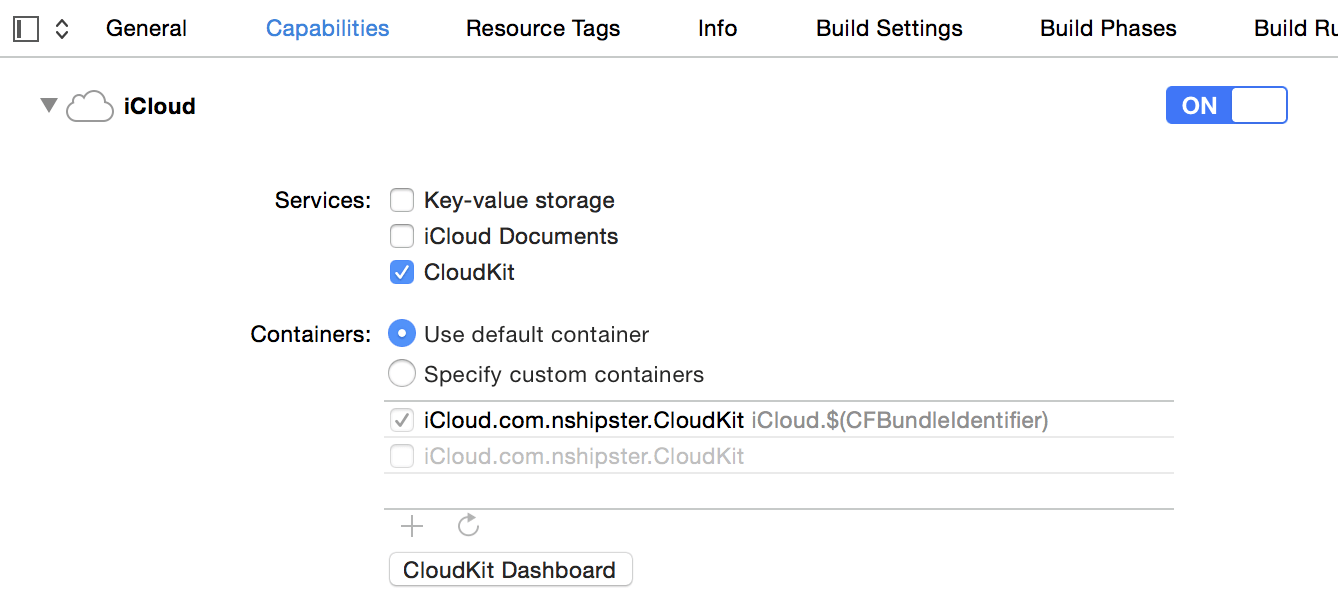 General Capabilities Resource Tags Info Build Settings Build Phases Build Ru
iCloud ON
Services: Key-value storage
iCloud Documents
CloudKit
Containers: Use default container
Specify custom containers
iCloud.com.nshipster.CloudKit iCloud.$(CFBundleIdentifier)
iCloud.com.nshipster.CloudKit
CloudKit Dashboard